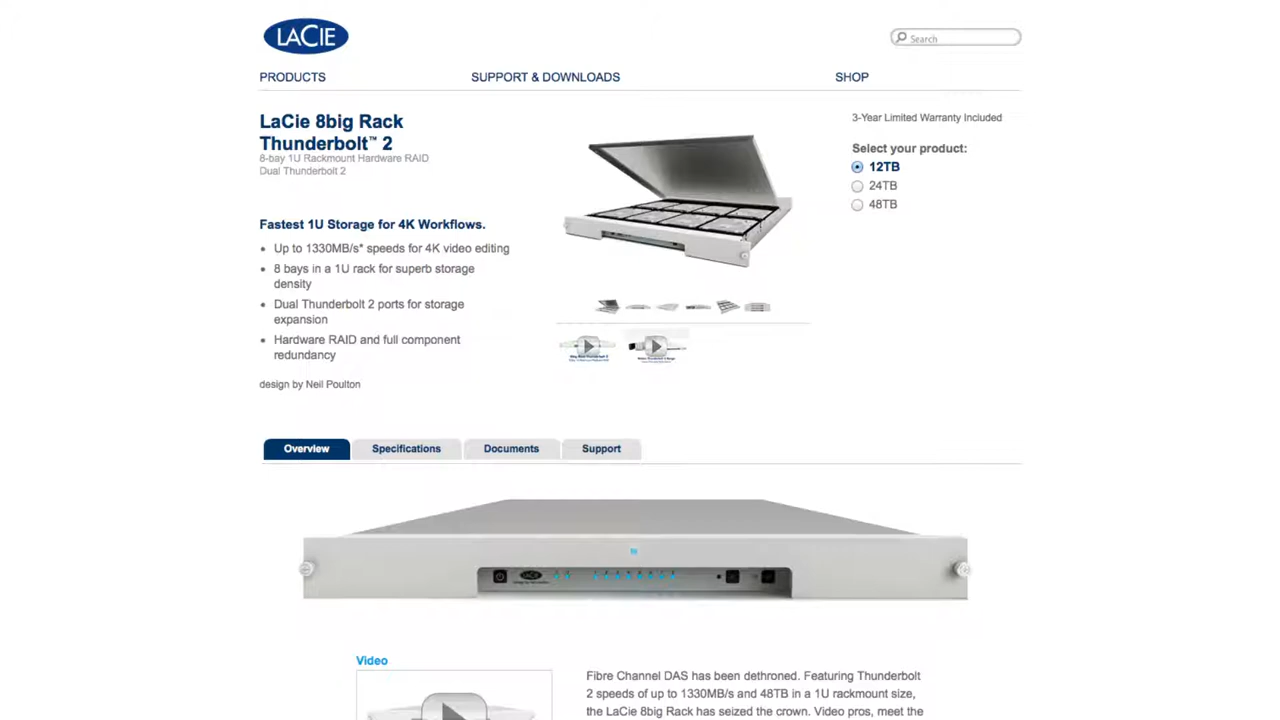 LACIE
Search
PRODUCTS
SUPPORT & DOWNLOADS
SHOP
LaCie 8big Rack
Thunderbolt™ 2
8-bay 1U Rackmount Hardware RAID
Dual Thunderbolt 2
3-Year Limited Warranty Included
Select your product:
12TB
24TB
48TB
Fastest 1U Storage for 4K Workflows.
• Up to 1330MB/s* speeds for 4K video editing
• 8 bays in a 1U rack for superb storage
density
• Dual Thunderbolt 2 ports for storage
expansion
• Hardware RAID and full component
redundancy
design by Neil Poulton
Overview
Specifications
Documents
Support
LACIE
Video
Fibre Channel DAS has been dethroned. Featuring Thunderbolt
2 speeds of up to 1330MB/s and 48TB in a 1U rackmount size,
the LaCie 8big Rack has seized the crown. Video pros, meet the